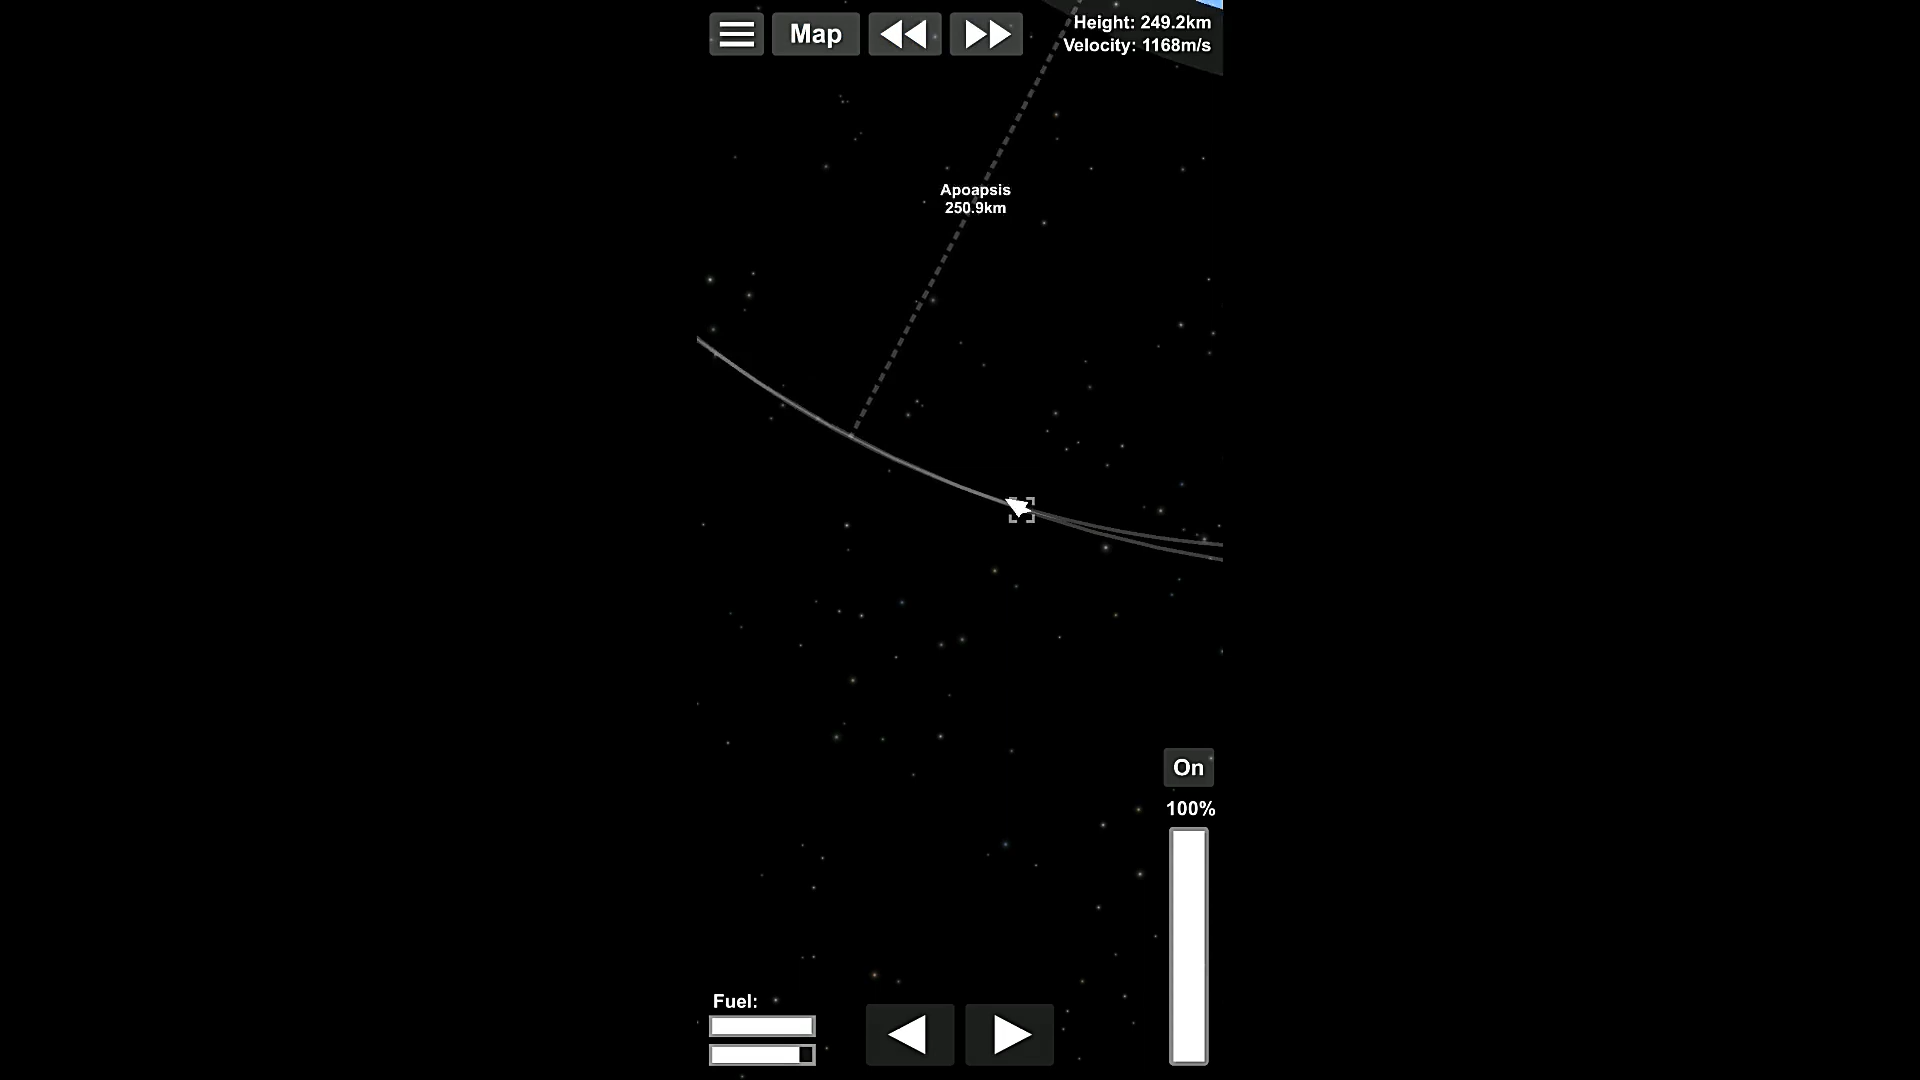 Map
Height: 249.2km
Velocity: 1168m/s
Apoapsis
250.9km
On
100%
Fuel: